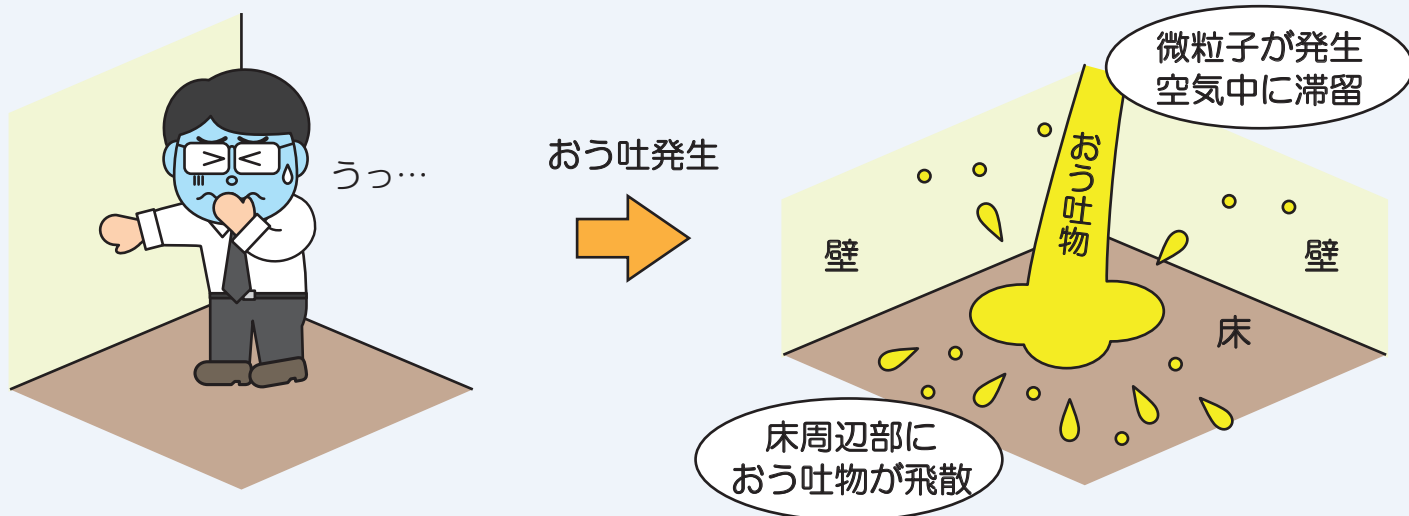 うっ…
おう吐発生
微粒子が発生
空気中に滞留
おう吐物
壁
壁
床
床周辺部に
おう吐物が飛散